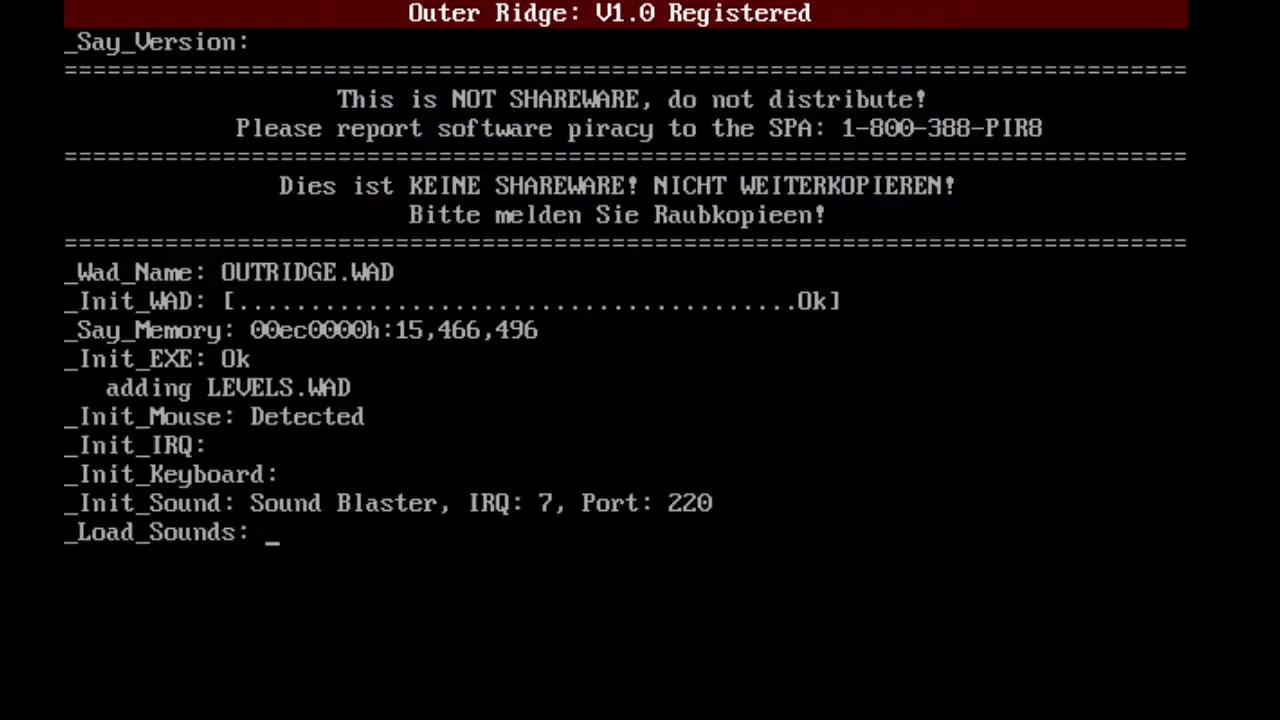 Outer Ridge: V1.0 Registered
_Say_Version:
==============================================================================
This is NOT SHAREWARE, do not distribute!
Please report software piracy to the SPA: 1-800-388-PIR8
==============================================================================
Dies ist KEINE SHAREWARE! NICHT WEITERKOPIEREN!
Bitte melden Sie Raubkopieen!
==============================================================================
_Wad_Name: OUTRIDGE.WAD
_Init_WAD: [.......................................Ok]
_Say_Memory: 00ec0000h:15,466,496
_Init_EXE: Ok
adding LEVELS.WAD
_Init_Mouse: Detected
_Init_IRQ:
_Init_Keyboard:
_Init_Sound: Sound Blaster, IRQ: 7, Port: 220
_Load_Sounds: _